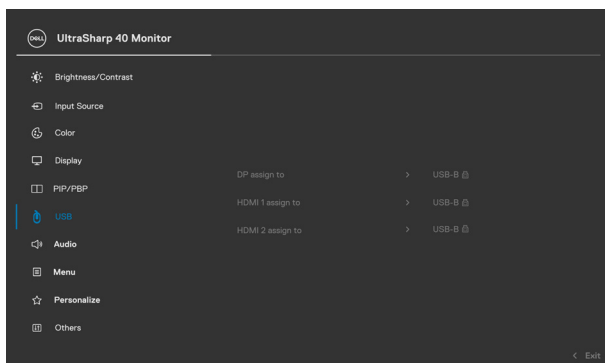 DELL UltraSharp 40 Monitor
Brightness/Contrast
Input Source
Color
Display
PIP/PBP
USB
Audio
Menu
Personalize
Others
DP assign to > USB-B
HDMI 1 assign to > USB-B
HDMI 2 assign to > USB-B
< Exit